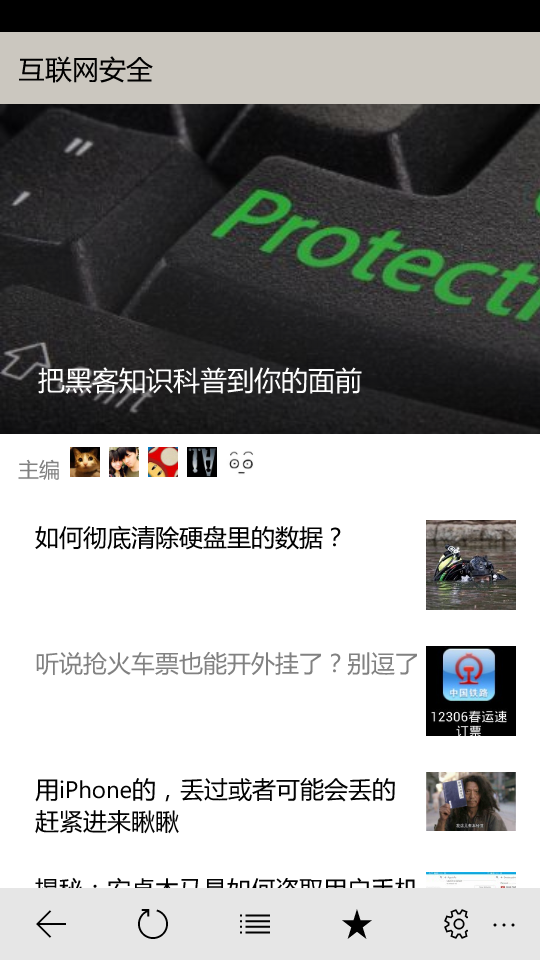 互联网安全
"
'
Protecti
把黑客知识科普到你的面前
主编
如何彻底清除硬盘里的数据？
听说抢火车票也能开外挂了？别逗了
中国铁路
12306春运速
订票
用iPhone的，丢过或者可能会丢的
赶紧进来瞅瞅
揭秘：安卓木马是如何盗取用户手机